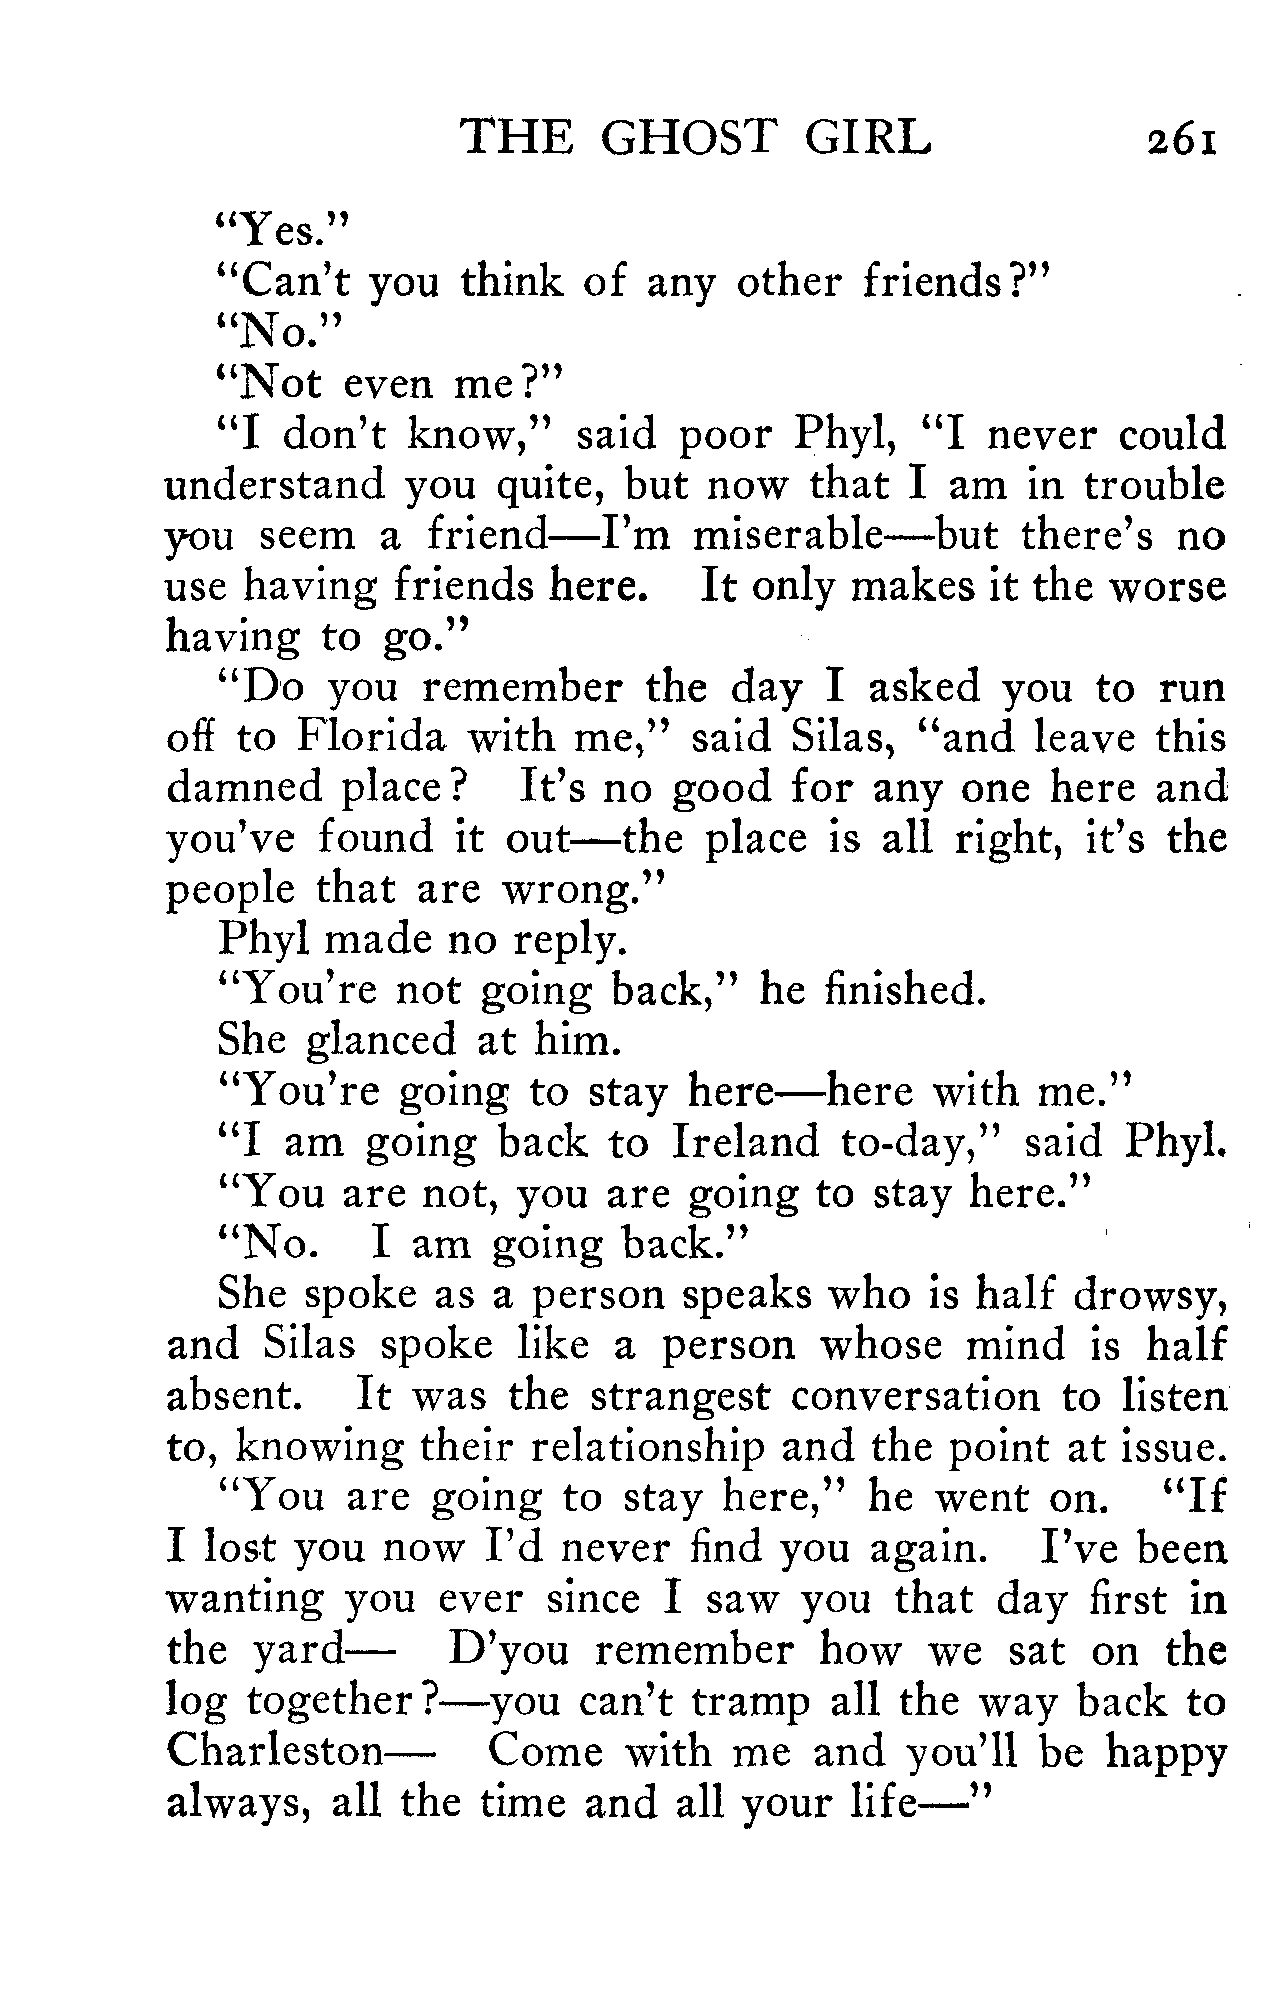 THE GHOST GIRL 261
"Yes."
"Can't you think of any other friends?"
"No."
"Not even me?"
"I don't know," said poor Phyl, "I never could
understand you quite, but now that I am in trouble
you seem a friend—I'm miserable—but there's no
use having friends here. It only makes it the worse
having to go."
"Do you remember the day I asked you to run
off to Florida with me," said Silas, "and leave this
damned place? It's no good for any one here and
you've found it out—the place is all right, it's the
people that are wrong."
Phyl made no reply.
"You're not going back," he finished.
She glanced at him.
"You're going to stay here—here with me."
"I am going back to Ireland to-day," said Phyl.
"You are not, you are going to stay here."
"No. I am going back."
She spoke as a person speaks who is half drowsy,
and Silas spoke like a person whose mind is half
absent. It was the strangest conversation to listen
to, knowing their relationship and the point at issue.
"You are going to stay here," he went on. "If
I lost you now I'd never find you again. I've been
wanting you ever since I saw you that day first in
the yard— D'you remember how we sat on the
log together?—you can't tramp all the way back to
Charleston— Come with me and you'll be happy
always, all the time and all your life—"